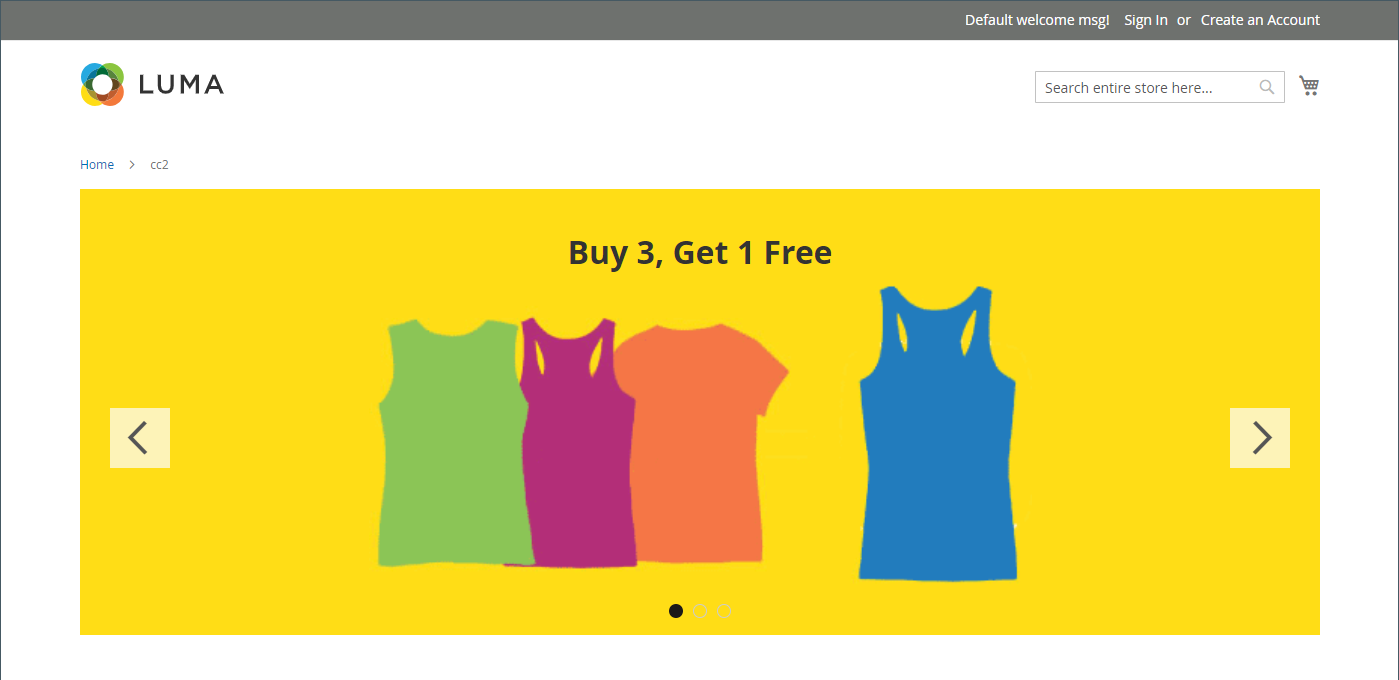 Default welcome msg! Sign In or Create an Account
LUMA
Search entire store here...
Home > cc2
Buy 3, Get 1 Free